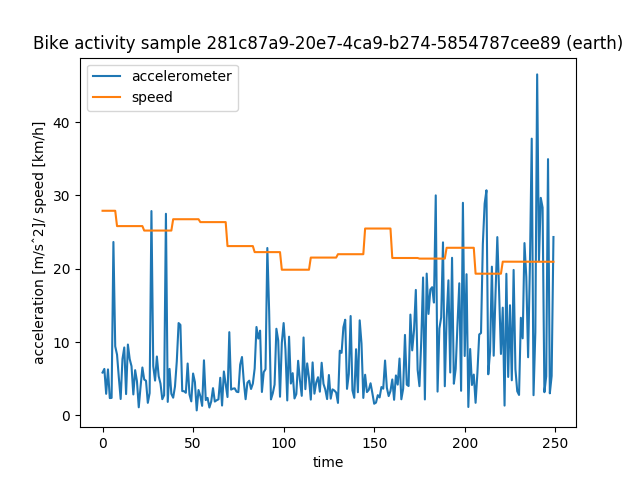 Bike activity sample 281c87a9-20e7-4ca9-b274-5854787cee89 (earth)
accelerometer
speed
acceleration [m/s^2]/ speed [km/h]
40
30
20
10
0
0 50 100 150 200 250
time